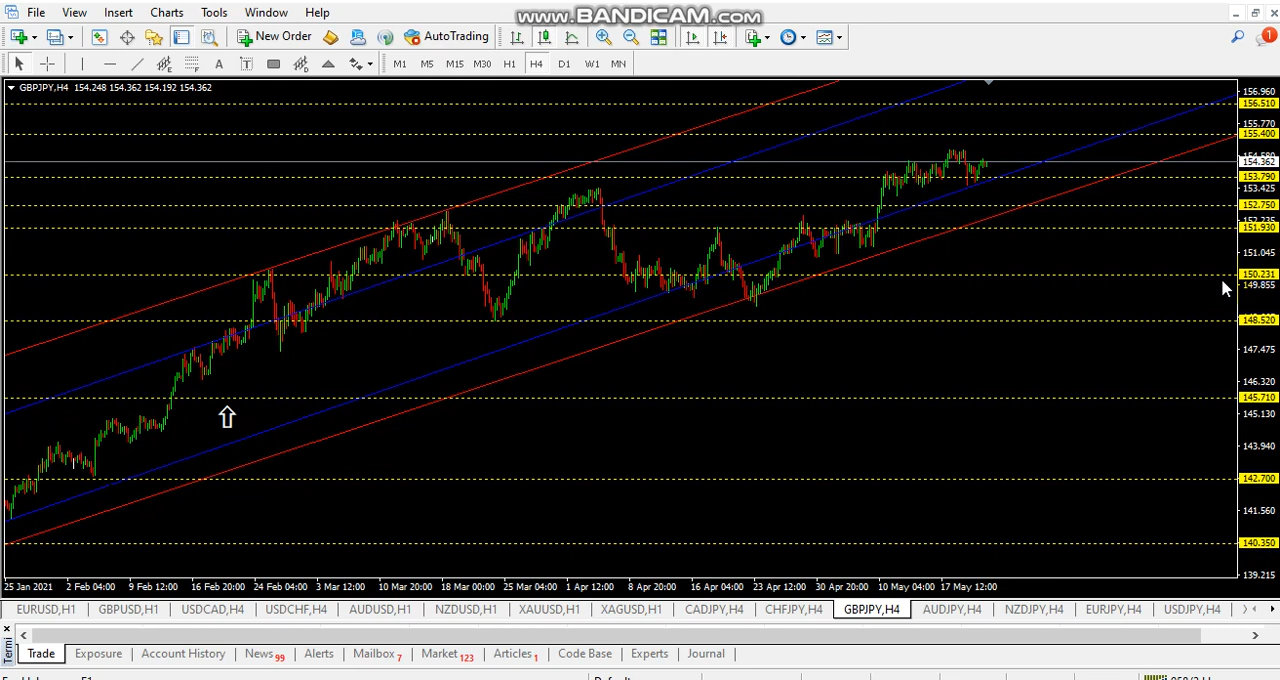 File View Insert Charts Tools Window Help
www.BANDICAM.com
New Order AutoTrading
A T M1 M5 M15 M30 H1 H4 D1 W1 MN
GBPJPY,H4 154.248 154.362 154.192 154.362
156.960
156.510
155.770
155.400
154.362
153.790
153.425
152.750
152.235
151.930
151.045
150.231
149.855
148.520
147.475
146.320
145.710
145.130
143.940
142.700
141.560
140.350
139.215
25 Jan 2021 2 Feb 04:00 9 Feb 12:00 16 Feb 20:00 24 Feb 04:00 3 Mar 12:00 10 Mar 20:00 18 Mar 00:00 25 Mar 04:00 1 Apr 12:00 8 Apr 20:00 16 Apr 04:00 23 Apr 12:00 30 Apr 20:00 10 May 04:00 17 May 12:00
EURUSD,H1 GBPUSD,H1 USDCAD,H4 USDCHF,H4 AUDUSD,H1 NZDUSD,H1 XAUUSD,H1 XAGUSD,H1 CADJPY,H4 CHFJPY,H4 GBPJPY,H4 AUDJPY,H4 NZDJPY,H4 EURJPY,H4 USDJPY,H4
Termi
Trade Exposure Account History News 99 Alerts Mailbox 7 Market 123 Articles 1 Code Base Experts Journal